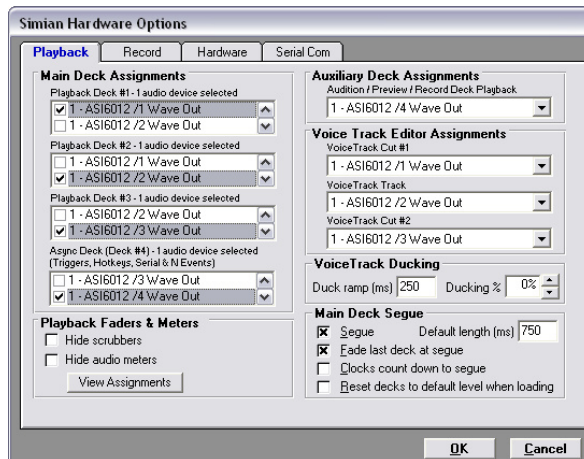 Simian Hardware Options
Playback
Record
Hardware
Serial Com
Main Deck Assignments
Playback Deck #1 - 1 audio device selected
1 - ASI6012 /1 Wave Out
1 - ASI6012 /2 Wave Out
Playback Deck #2 - 1 audio device selected
1 - ASI6012 /1 Wave Out
1 - ASI6012 /2 Wave Out
Playback Deck #3 - 1 audio device selected
1 - ASI6012 /2 Wave Out
1 - ASI6012 /3 Wave Out
Async Deck (Deck #4) - 1 audio device selected
(Triggers, Hotkeys, Serial & N Events)
1 - ASI6012 /3 Wave Out
1 - ASI6012 /4 Wave Out
Playback Faders & Meters
Hide scrubbers
Hide audio meters
View Assignments
Auxiliary Deck Assignments
Audition / Preview / Record Deck Playback
1 - ASI6012 /4 Wave Out
Voice Track Editor Assignments
VoiceTrack Cut #1
1 - ASI6012 /1 Wave Out
VoiceTrack Track
1 - ASI6012 /2 Wave Out
VoiceTrack Cut #2
1 - ASI6012 /3 Wave Out
VoiceTrack Ducking
Duck ramp (ms) 250 Ducking % 0%
Main Deck Segue
Segue Default length (ms) 750
Fade last deck at segue
Clocks count down to segue
Reset decks to default level when loading
OK
Cancel